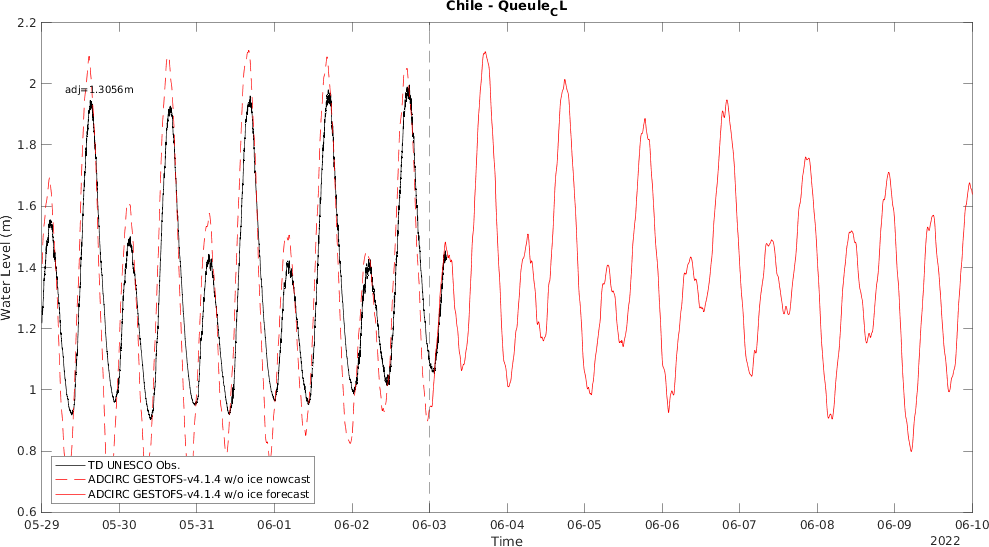 Chile - Queule_CL
2.2
2
1.8
1.6
1.4
1.2
1
0.8
0.6
Water Level (m)
adj=1.3056m
TD UNESCO Obs.
ADCIRC GESTOFS-v4.1.4 w/o ice nowcast
ADCIRC GESTOFS-v4.1.4 w/o ice forecast
05-29 05-30 05-31 06-01 06-02 06-03 06-04 06-05 06-06 06-07 06-08 06-09 06-10
Time
2022